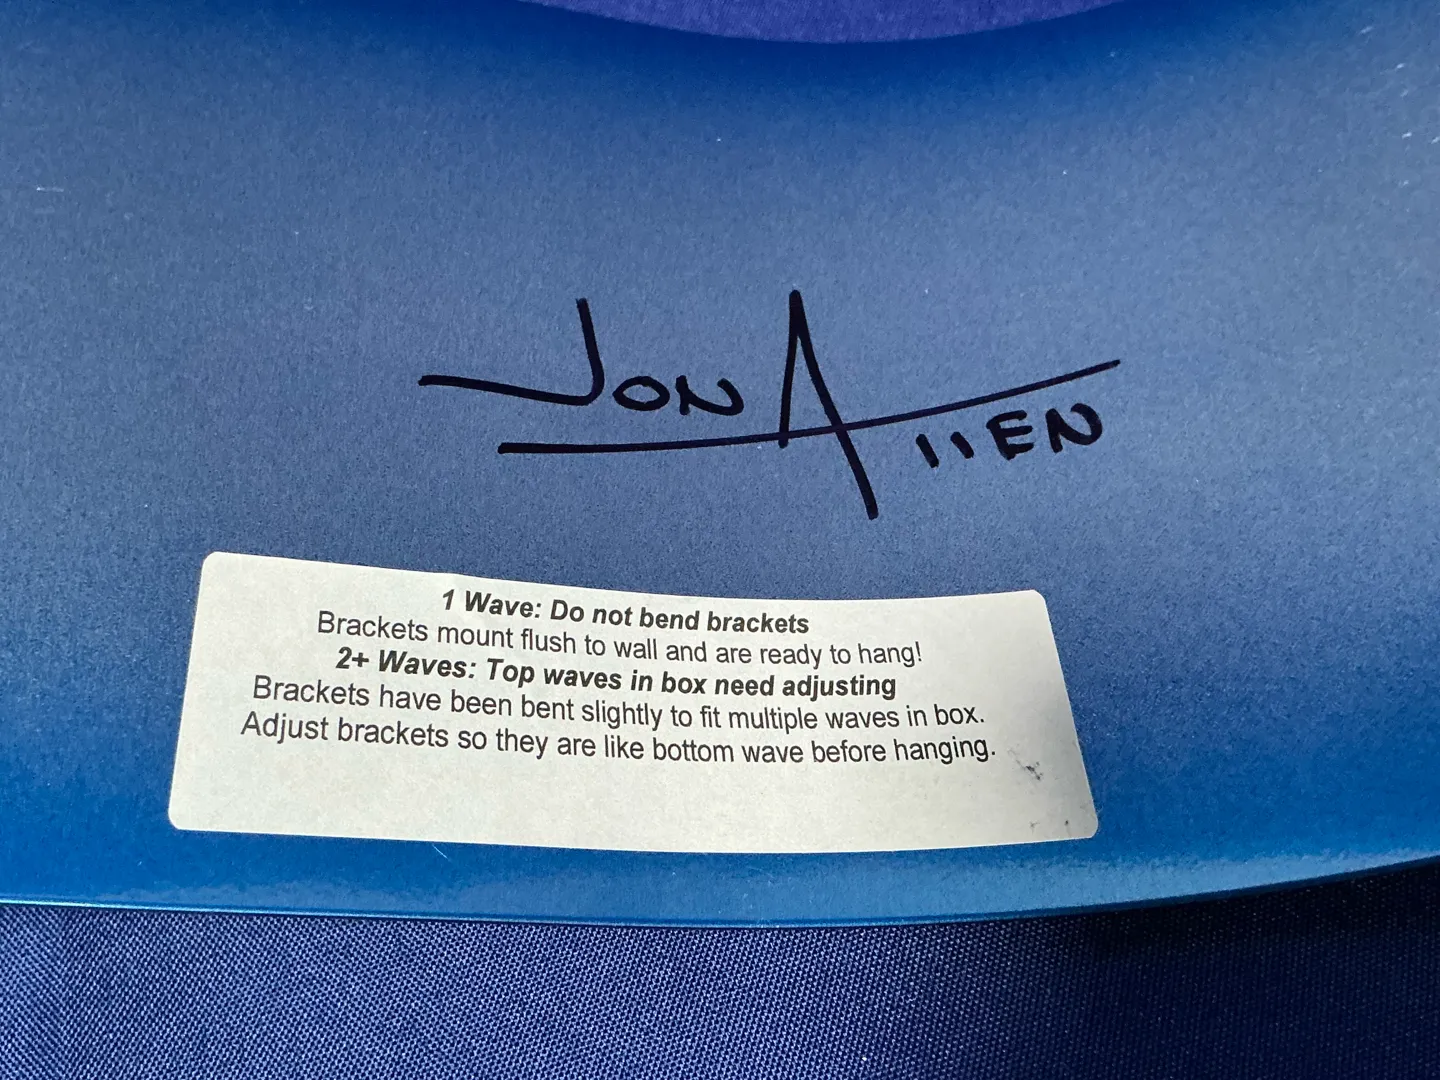 Jon Allen
1 Wave: Do not bend brackets
Brackets mount flush to wall and are ready to hang!
2+ Waves: Top waves in box need adjusting
Brackets have been bent slightly to fit multiple waves in box.
Adjust brackets so they are like bottom wave before hanging.